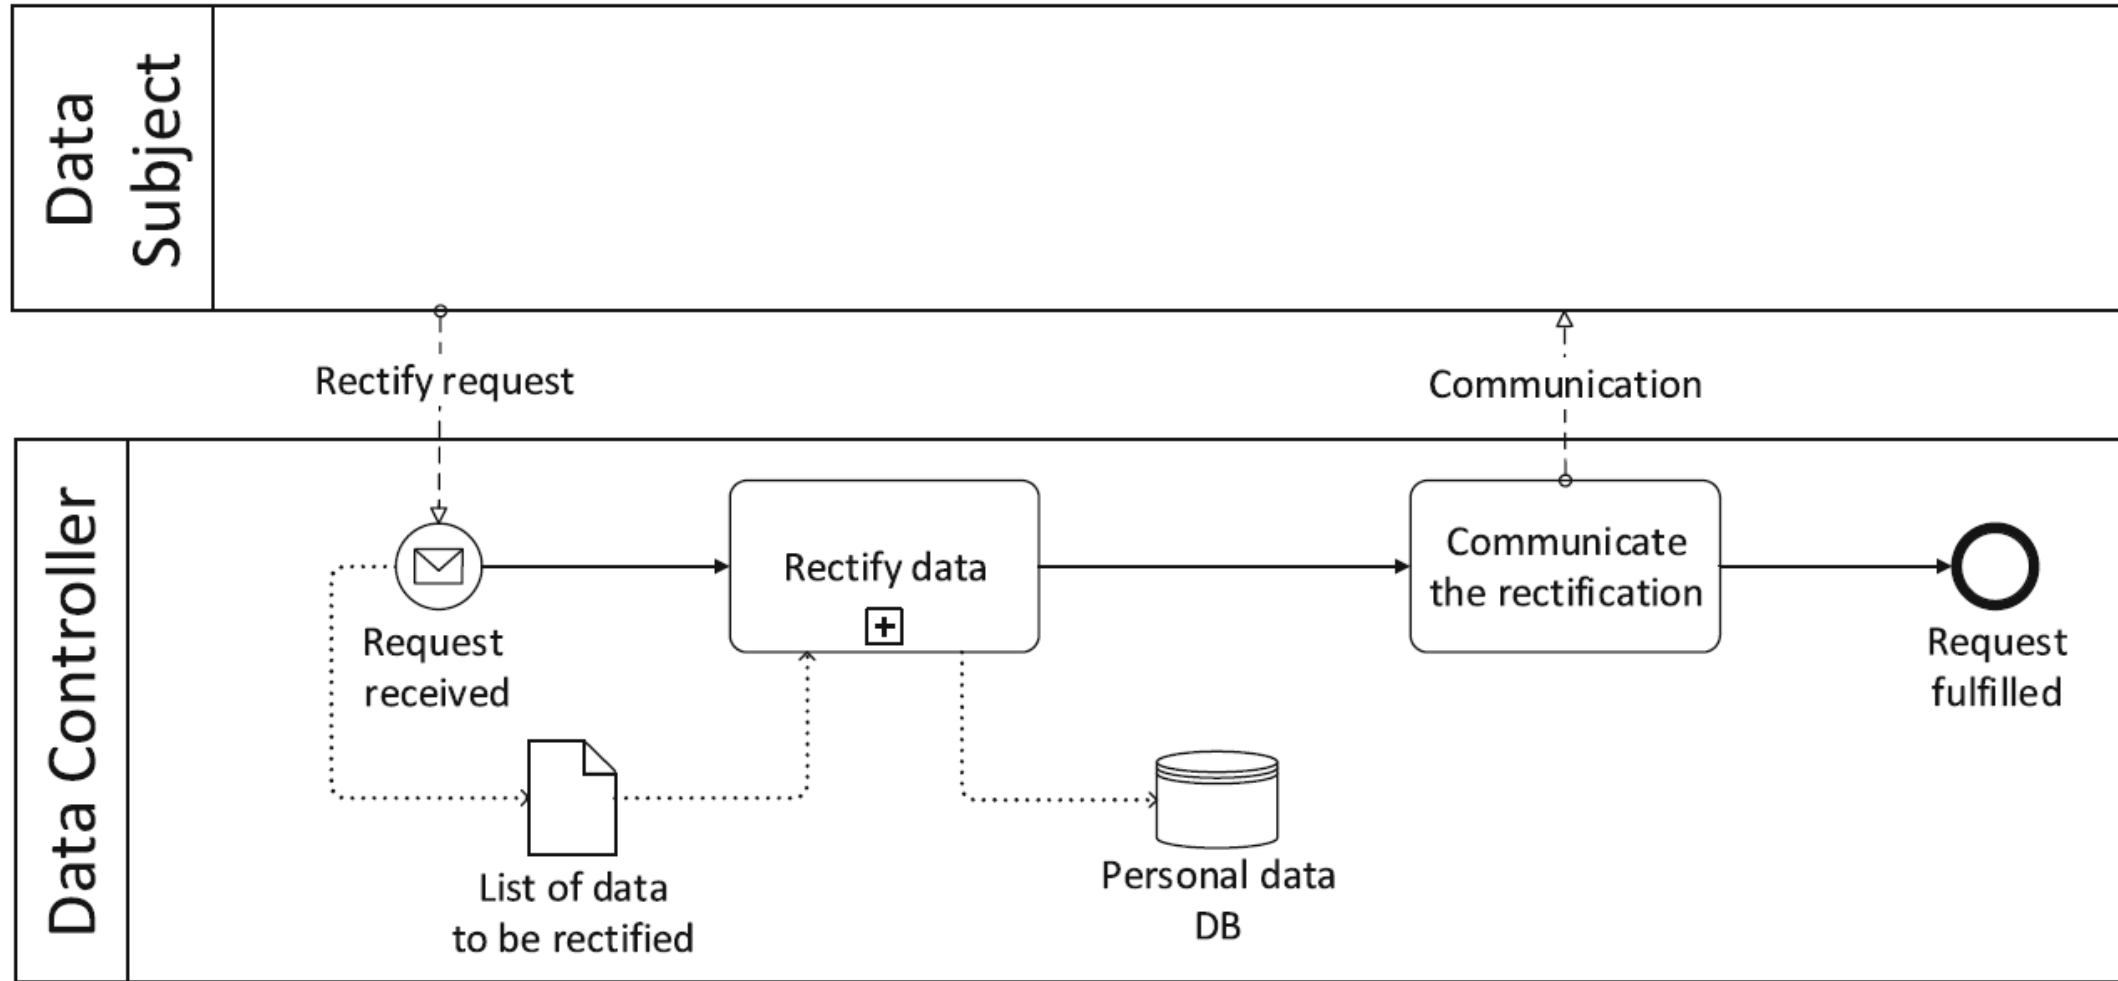 Data
Subject
Rectify request
Communication
Data Controller
Rectify data
Communicate
the rectification
Request
received
Request
fulfilled
List of data
to be rectified
Personal data
DB